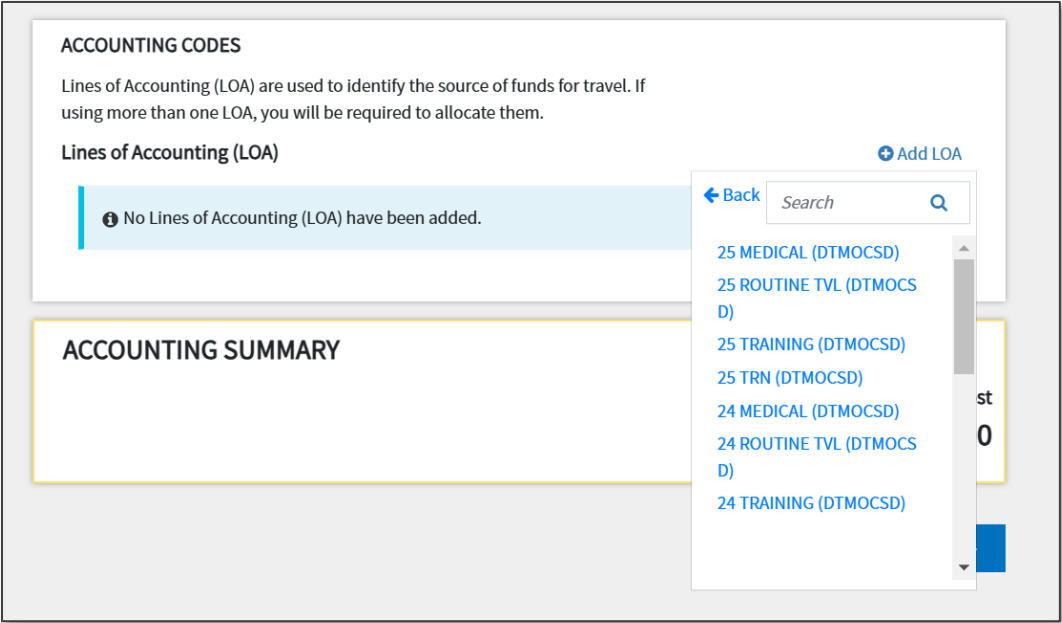 ACCOUNTING CODES
Lines of Accounting (LOA) are used to identify the source of funds for travel. If
using more than one LOA, you will be required to allocate them.
Lines of Accounting (LOA)
Add LOA
No Lines of Accounting (LOA) have been added.
Back
Search
25 MEDICAL (DTMOCSD)
25 ROUTINE TVL (DTMOCS
D)
25 TRAINING (DTMOCSD)
25 TRN (DTMOCSD)
24 MEDICAL (DTMOCSD)
24 ROUTINE TVL (DTMOCS
D)
24 TRAINING (DTMOCSD)
ACCOUNTING SUMMARY
st
0